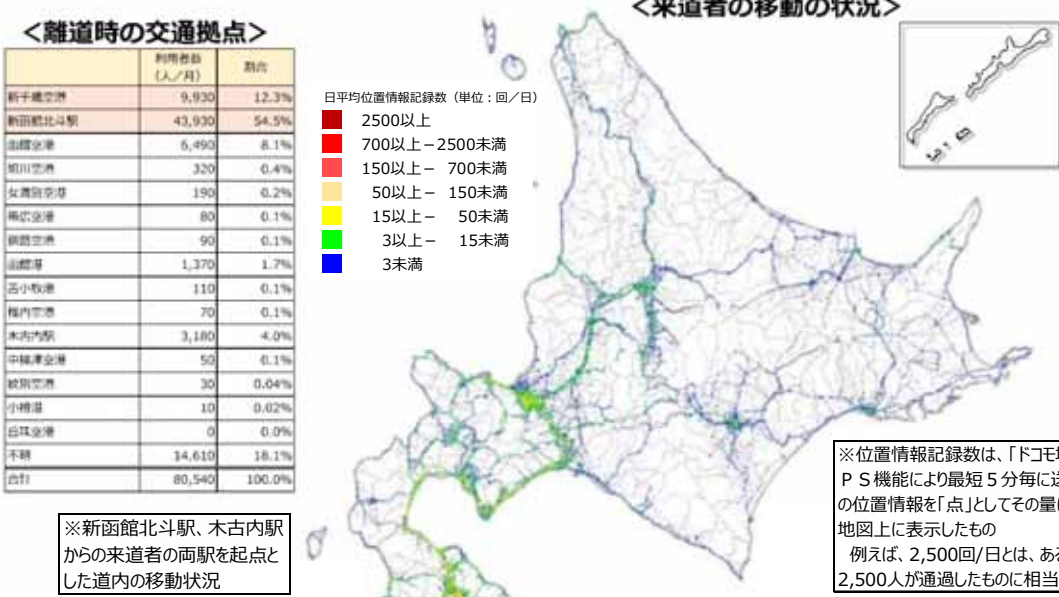 <離道時の交通拠点>
利用者数 割合
(人/月)
新千歳空港 9,930 12.3%
新函館北斗駅 43,930 54.5%
函館空港 6,490 8.1%
旭川空港 320 0.4%
女満別空港 190 0.2%
帯広空港 80 0.1%
釧路空港 90 0.1%
函館港 1,370 1.7%
苫小牧港 110 0.1%
稚内空港 70 0.1%
木古内駅 3,180 4.0%
中標津空港 50 0.1%
紋別空港 30 0.04%
小樽港 10 0.02%
0 0.0%
不明 14,610 18.1%
合計 80,540 100.0%
※新函館北斗駅、木古内駅
からの来道者の両駅を起点と
した道内の移動状況
<来道者の移動の状況>
日平均位置情報記録数(単位:回/日)
2500以上
700以上-2500未満
150以上- 700未満
50以上- 150未満
15以上- 50未満
3以上- 15未満
3未満
※位置情報記録数は、「ドコモ
PS機能により最短5分毎に
の位置情報を「点」としてその量
地図上に表示したもの
例えば、2,500回/日とは、ある
2,500人が通過したものに相当